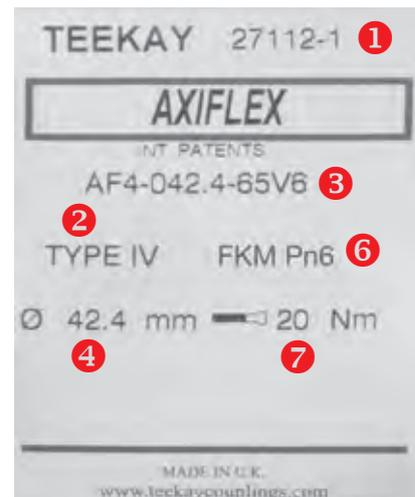 TEEKAY 27112-1 1
AXIFLEX
INT PATENTS
AF4-042.4-65V6 3
2
TYPE IV FKM Pn6 6
Ø 42.4 mm 20 Nm
4 7
MADE IN U.K.
www.teekaycouplings.com